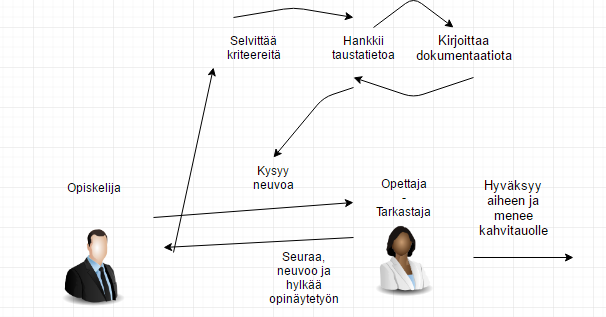 Selvittää
kriteereitä
Hankkii
taustatietoa
Kirjoittaa
dokumentaatiota
Kysyy
neuvoa
Opiskelija
Opettaja
-
Tarkastaja
Hyväksyy
aiheen ja
menee
kahvitauolle
Seuraa,
neuvoo ja
hylkää
opinäytetyön